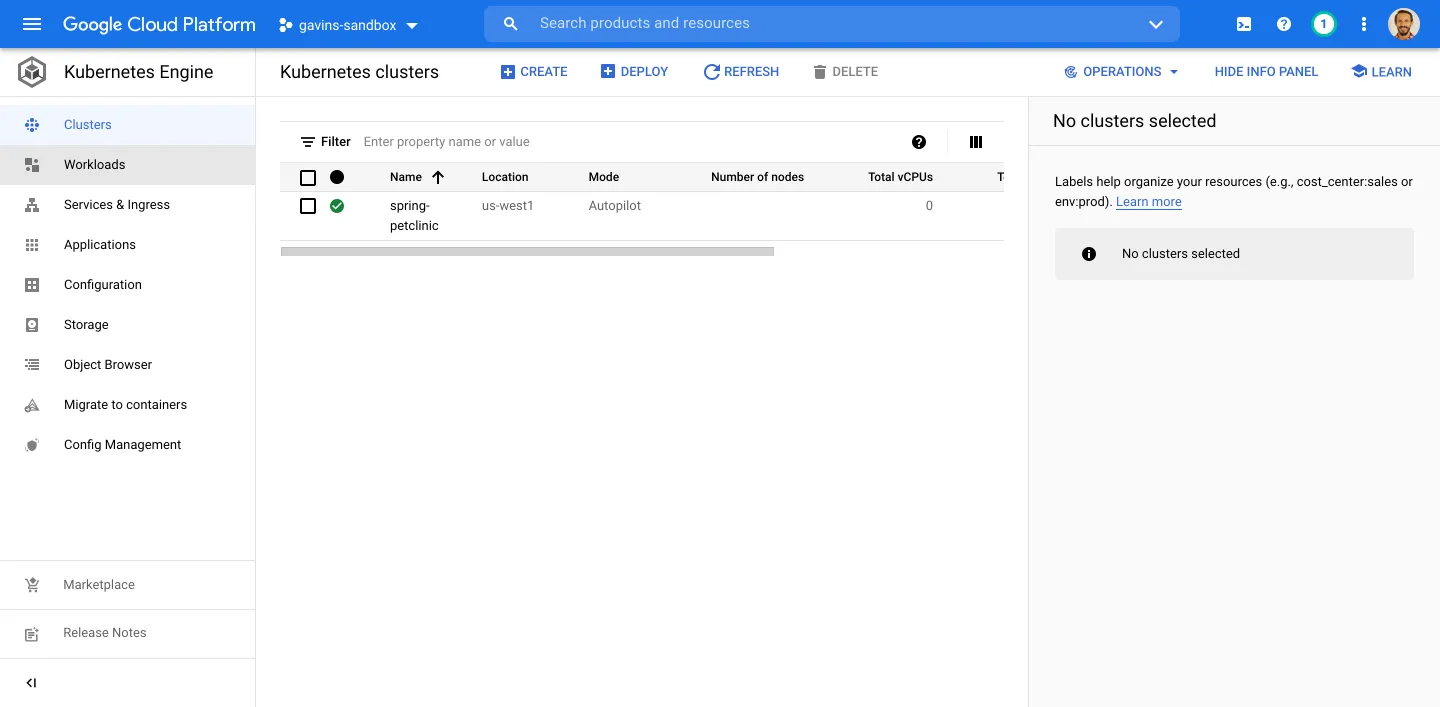 Google Cloud Platform
gavins-sandbox
Search products and resources
1
Kubernetes Engine
Kubernetes clusters
CREATE
DEPLOY
REFRESH
DELETE
OPERATIONS
HIDE INFO PANEL
LEARN
Clusters
Workloads
Services & Ingress
Applications
Configuration
Storage
Object Browser
Migrate to containers
Config Management
Marketplace
Release Notes
Filter
Enter property name or value
Name
Location
Mode
Number of nodes
Total vCPUs
spring-
petclinic
us-west1
Autopilot
0
No clusters selected
Labels help organize your resources (e.g., cost_center:sales or
env:prod). Learn more
No clusters selected